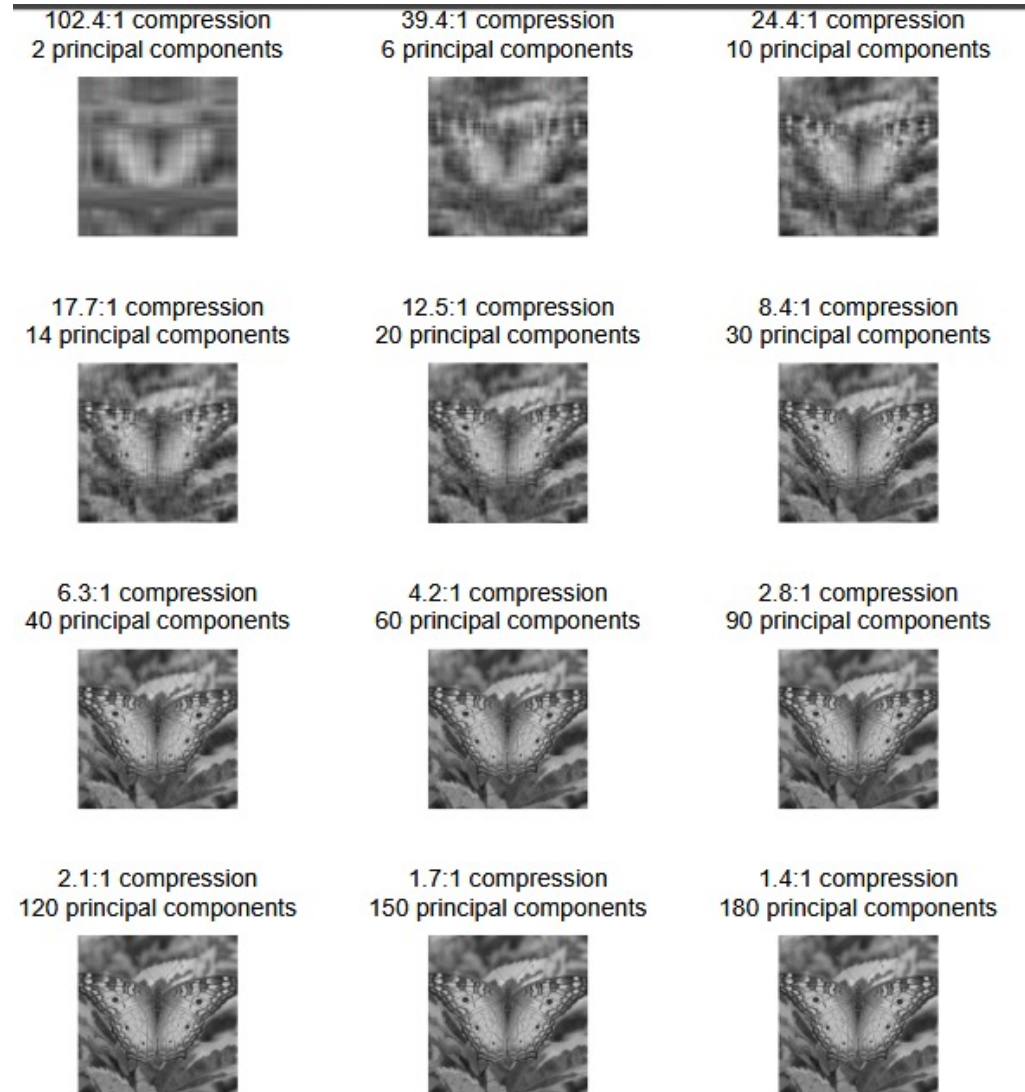 102.4:1 compression
2 principal components
39.4:1 compression
6 principal components
24.4:1 compression
10 principal components
17.7:1 compression
14 principal components
12.5:1 compression
20 principal components
8.4:1 compression
30 principal components
6.3:1 compression
40 principal components
4.2:1 compression
60 principal components
2.8:1 compression
90 principal components
2.1:1 compression
120 principal components
1.7:1 compression
150 principal components
1.4:1 compression
180 principal components